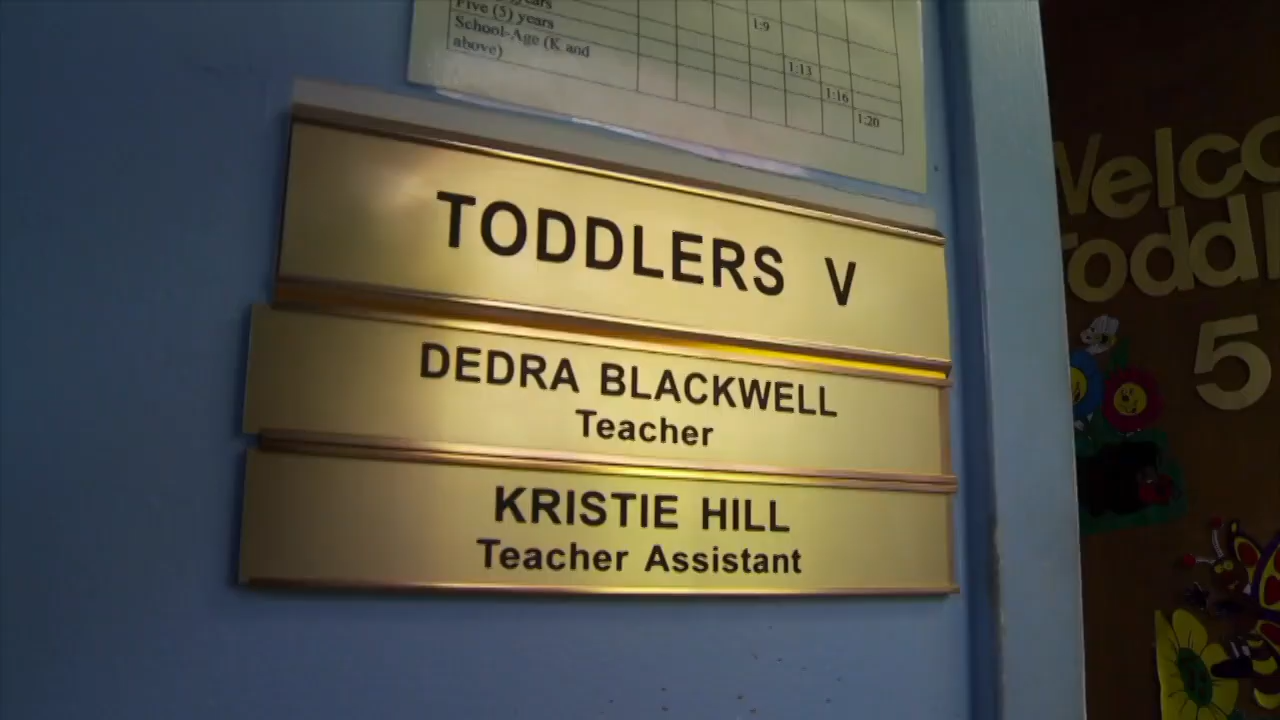 Five (5) years
1:9
School-Age (K and
above)
1:13
1:16
1:20
TOODLERS V
DEDRA BLACKWELL
Teacher
KRISTIE HILL
Teacher Assistant
5